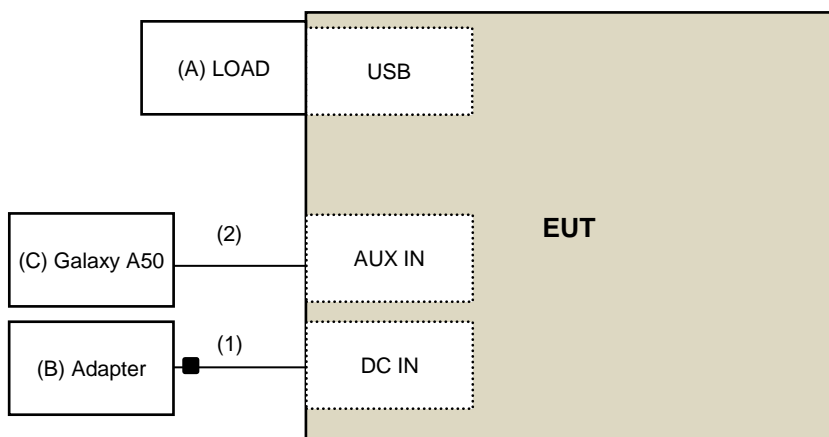 (A) LOAD
USB
EUT
(2)
(C) Galaxy A50
AUX IN
(1)
(B) Adapter
DC IN